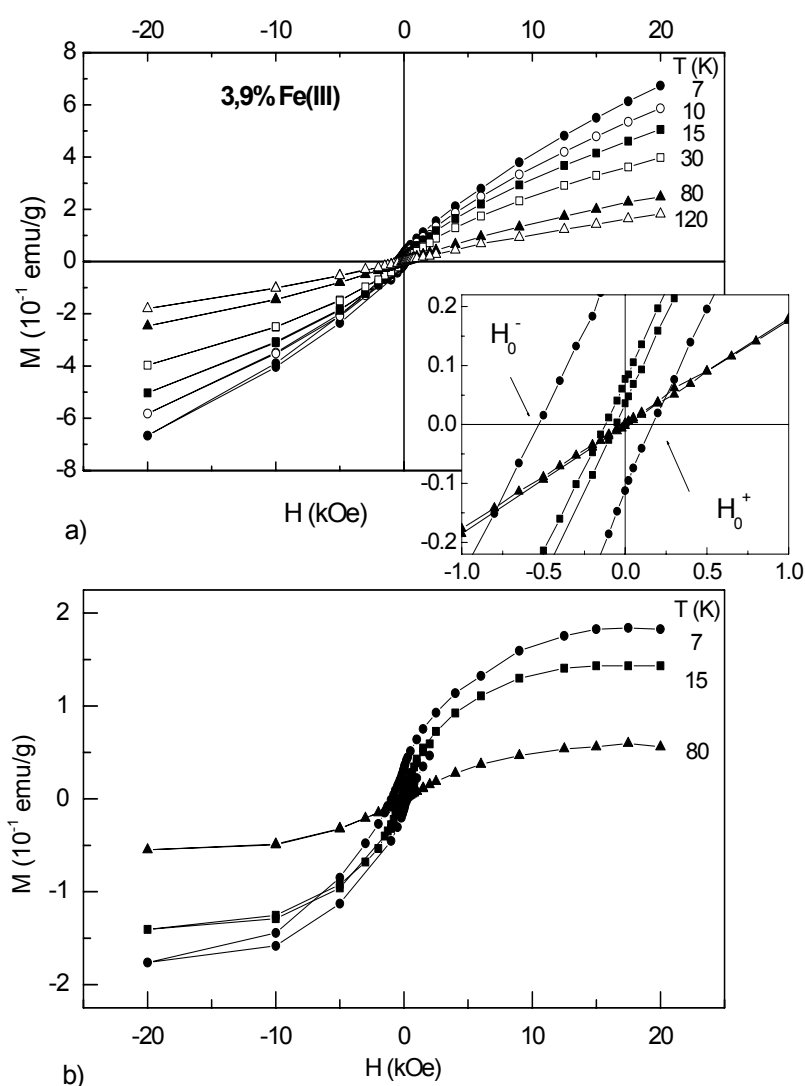 -20 -10 0 10 20
T (K)
3,9% Fe(III)
7
10
15
30
80
120
8
6
4
2
0
-2
-4
-6
-8
M (10⁻¹ emu/g)
H (kOe)
a)
0.2
0.1
0.0
-0.1
-0.2
H₀⁻
H₀⁺
-1.0 -0.5 0.0 0.5 1.0
T (K)
7
15
80
2
1
0
-1
-2
M (10⁻¹ emu/g)
-20 -10 0 10 20
H (kOe)
b)